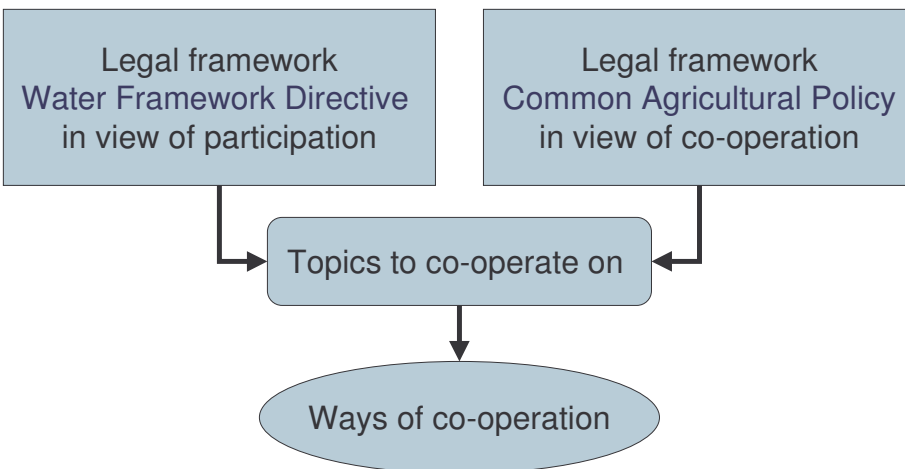 Legal framework
Water Framework Directive
in view of participation
Legal framework
Common Agricultural Policy
in view of co-operation
Topics to co-operate on
Ways of co-operation